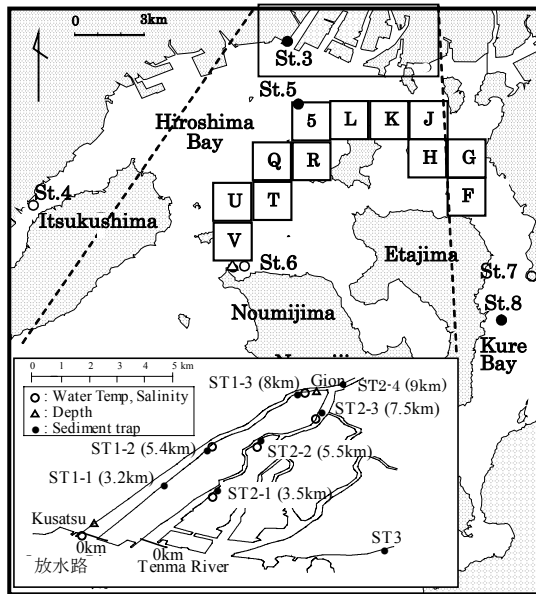 0 3km
St.3
St.5
Hiroshima
Bay
5 L K J
Q R H G
U T F
V
St.4
Itsukushima
St.6
Etajima
St.7
Noumijima
St.8
Kure
Bay
0 1 2 3 4 5 km
: Water Temp, Salinity
: Depth
: Sediment trap
ST1-3 (8km)
Gion
ST2-4 (9km)
ST2-3 (7.5km)
ST1-2 (5.4km)
ST2-2 (5.5km)
ST1-1 (3.2km)
ST2-1 (3.5km)
Kusatsu
0km
0km
ST3
放水路
Tenma River